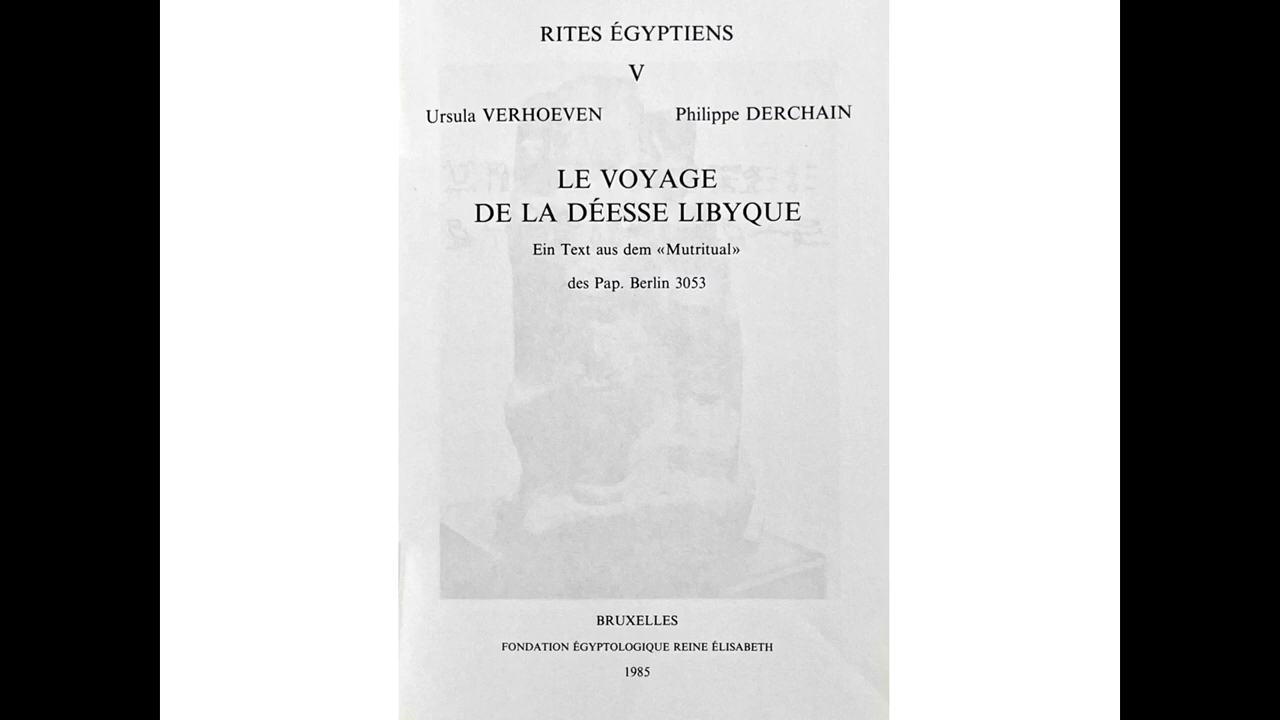 RITES ÉGYPTIENS
V
Ursula VERHOEVEN Philippe DERCHAIN
LE VOYAGE
DE LA DÉESSE LIBYQUE
Ein Text aus dem «Mutritual»
des Pap. Berlin 3053
BRUXELLES
FONDATION ÉGYPTOLOGIQUE REINE ÉLISABETH
1985